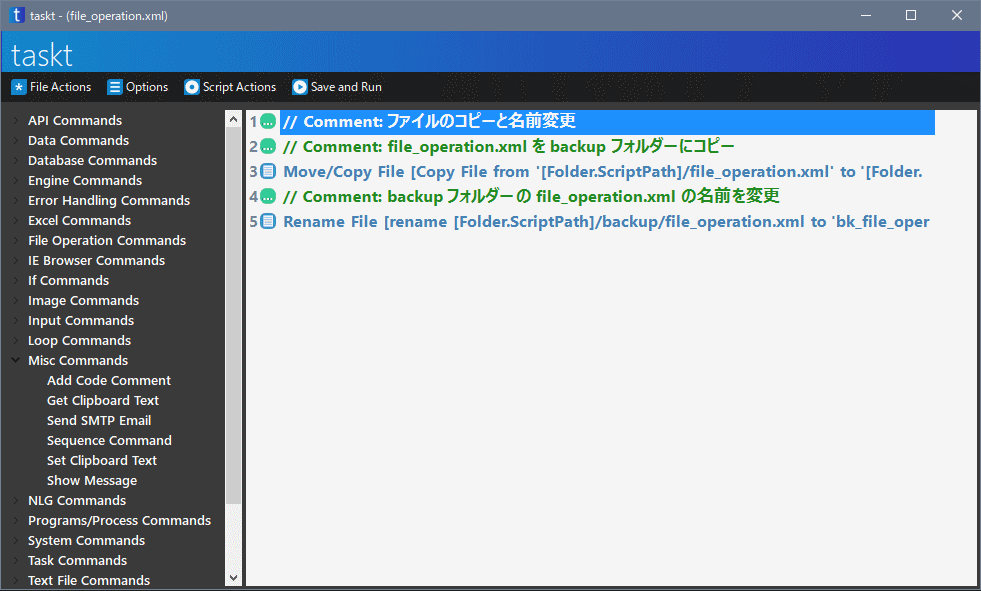 t taskt - (file_operation.xml)
taskt
File Actions Options Script Actions Save and Run
API Commands
Data Commands
Database Commands
Engine Commands
Error Handling Commands
Excel Commands
File Operation Commands
IE Browser Commands
If Commands
Image Commands
Input Commands
Loop Commands
Misc Commands
Add Code Comment
Get Clipboard Text
Send SMTP Email
Sequence Command
Set Clipboard Text
Show Message
NLG Commands
Programs/Process Commands
System Commands
Task Commands
Text File Commands
1 // Comment: ファイルのコピーと名前変更
2 // Comment: file_operation.xml を backup フォルダーにコピー
3 Move/Copy File [Copy File from '[Folder.ScriptPath]/file_operation.xml' to '[Folder.
4 // Comment: backup フォルダーの file_operation.xml の名前を変更
5 Rename File [rename [Folder.ScriptPath]/backup/file_operation.xml to 'bk_file_oper